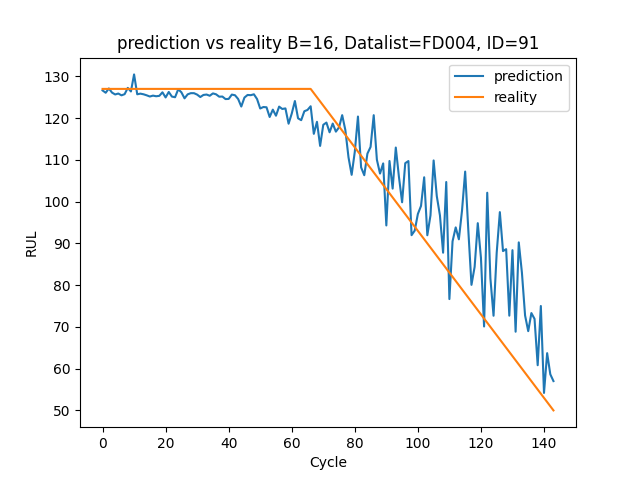 prediction vs reality B=16, Datalist=FD004, ID=91
prediction
reality
RUL
130
120
110
100
90
80
70
60
50
0 20 40 60 80 100 120 140
Cycle